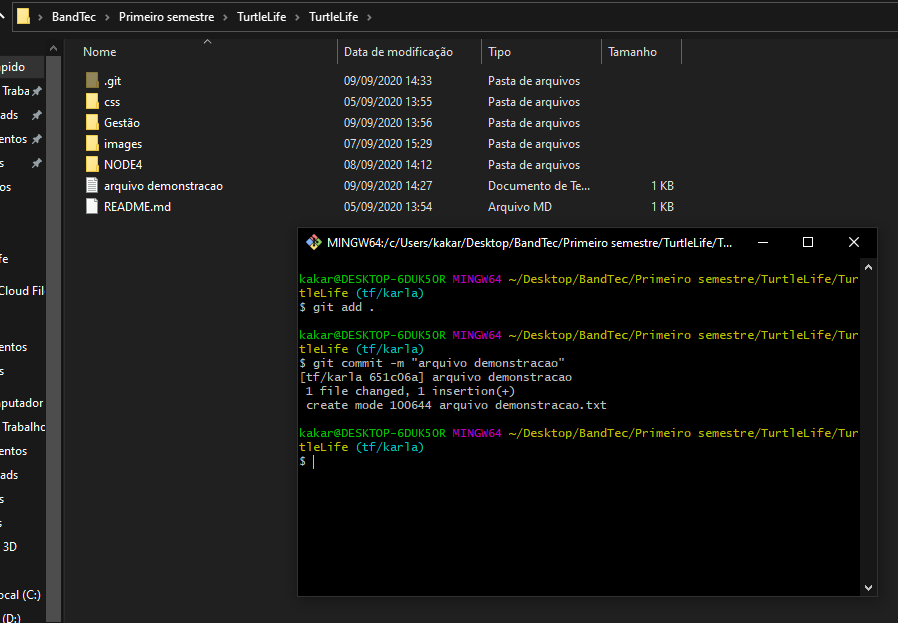 BandTec > Primeiro semestre > TurtleLife > TurtleLife >
Nome Data de modificação Tipo Tamanho
.git 09/09/2020 14:33 Pasta de arquivos
css 05/09/2020 13:55 Pasta de arquivos
Gestão 09/09/2020 13:56 Pasta de arquivos
images 07/09/2020 15:29 Pasta de arquivos
NODE4 08/09/2020 14:12 Pasta de arquivos
arquivo demonstracao 09/09/2020 14:27 Documento de Te... 1 KB
README.md 05/09/2020 13:54 Arquivo MD 1 KB
pido
Traba
ads
entos
s
os
fe
Cloud Fil
entos
s
mputador
Trabalho
entos
ads
s
s
3D
ocal (C:)
(D:)
MINGW64:/c/Users/kakar/Desktop/BandTec/Primeiro semestre/TurtleLife/T...
kakar@DESKTOP-6DUK5OR MINGW64 ~/Desktop/BandTec/Primeiro semestre/TurtleLife/Tur
tleLife (tf/karla)
$ git add .
kakar@DESKTOP-6DUK5OR MINGW64 ~/Desktop/BandTec/Primeiro semestre/TurtleLife/Tur
tleLife (tf/karla)
$ git commit -m "arquivo demonstracao"
[tf/karla 651c06a] arquivo demonstracao
1 file changed, 1 insertion(+)
create mode 100644 arquivo demonstracao.txt
kakar@DESKTOP-6DUK5OR MINGW64 ~/Desktop/BandTec/Primeiro semestre/TurtleLife/Tur
tleLife (tf/karla)
$